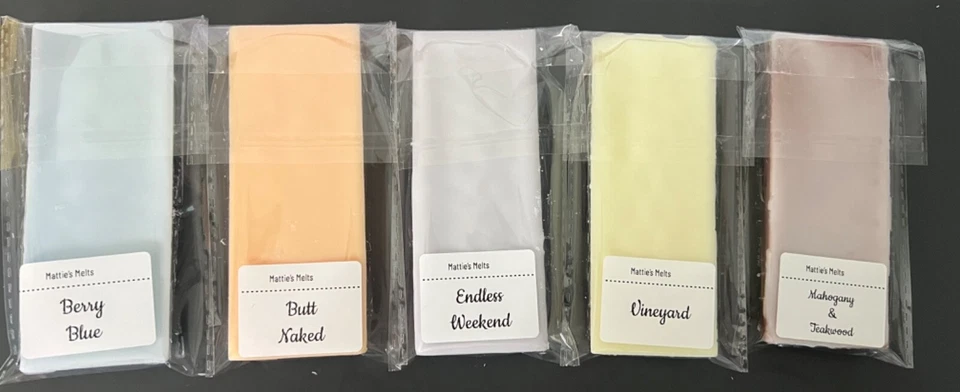 Mattie's Melts
Berry
Blue
Mattie's Melts
Butt
Naked
Mattie's Melts
Endless
Weekend
Mattie's Melts
Vineyard
Mattie's Melts
Mahogany
&
Teakwood